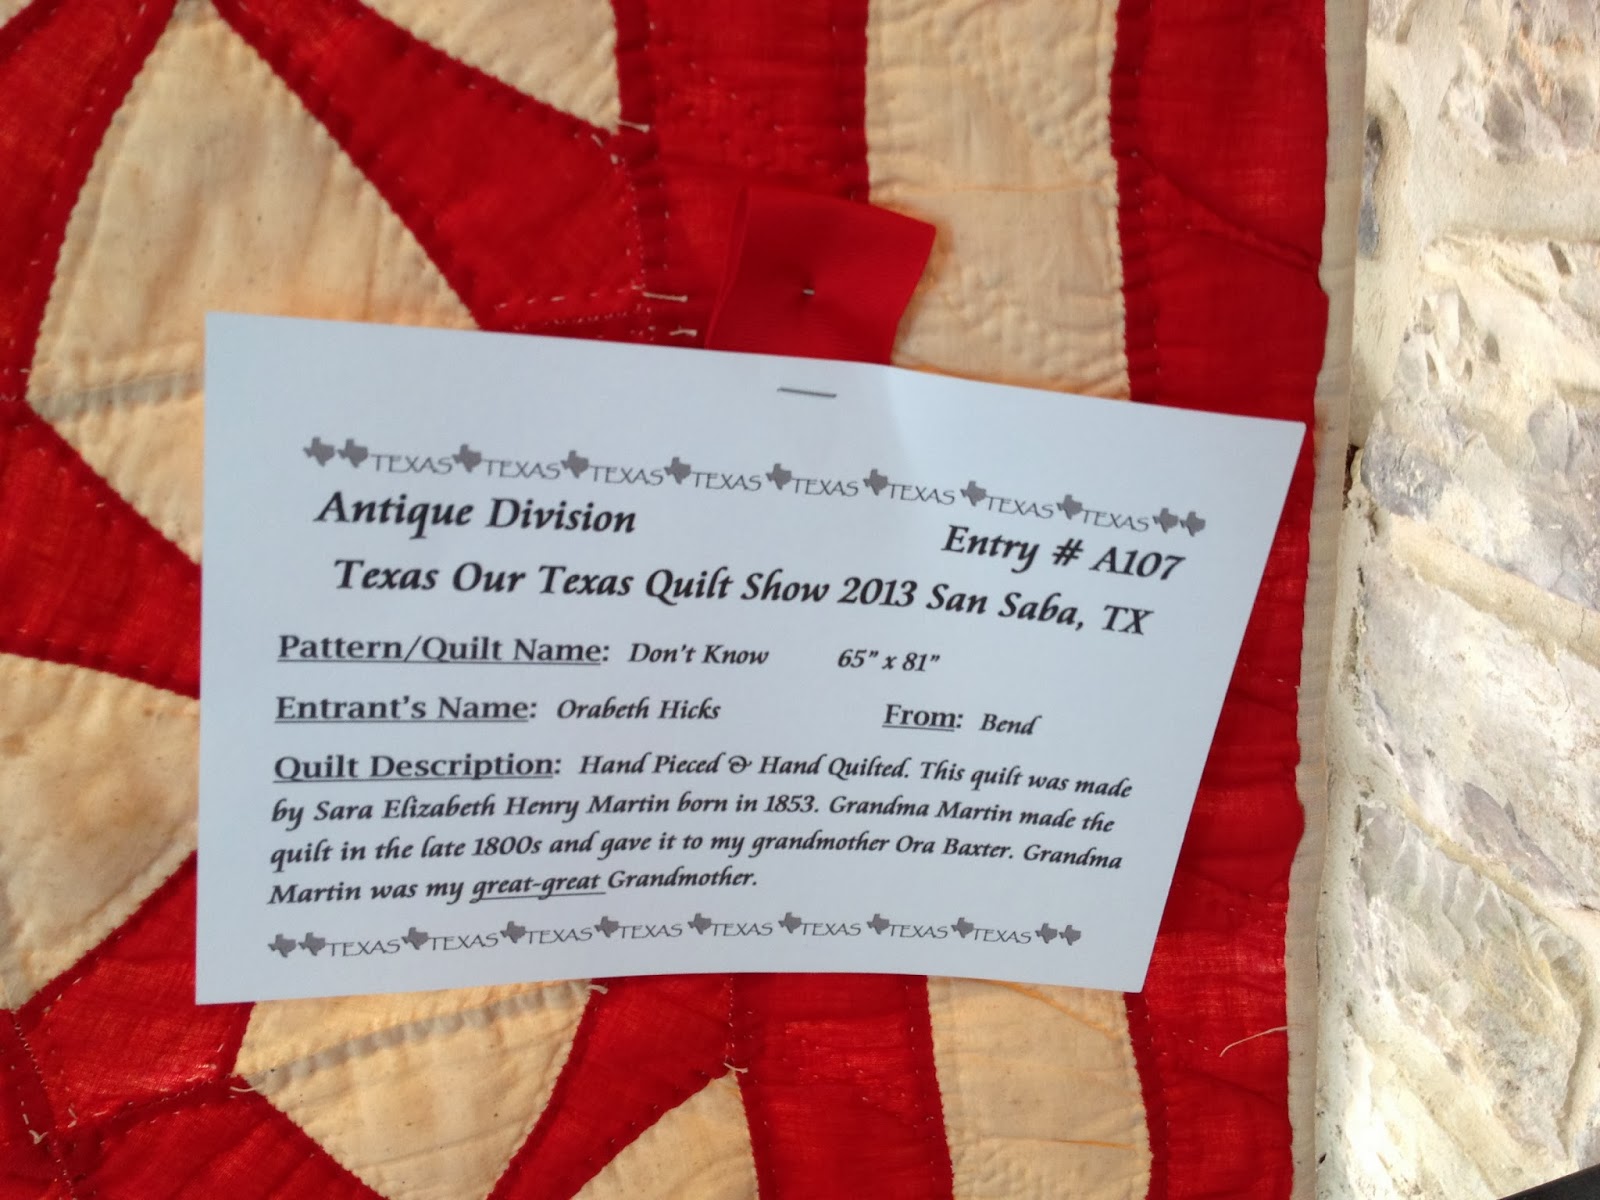 TEXAS TEXAS TEXAS TEXAS TEXAS TEXAS TEXAS TEXAS
Antique Division Entry # A107
Texas Our Texas Quilt Show 2013 San Saba, TX
Pattern/Quilt Name: Don't Know 65" x 81"
Entrant's Name: Orabeth Hicks From: Bend
Quilt Description: Hand Pieced & Hand Quilted. This quilt was made
by Sara Elizabeth Henry Martin born in 1853. Grandma Martin made the
quilt in the late 1800s and gave it to my grandmother Ora Baxter. Grandma
Martin was my great-great Grandmother.
TEXAS TEXAS TEXAS TEXAS TEXAS TEXAS TEXAS TEXAS